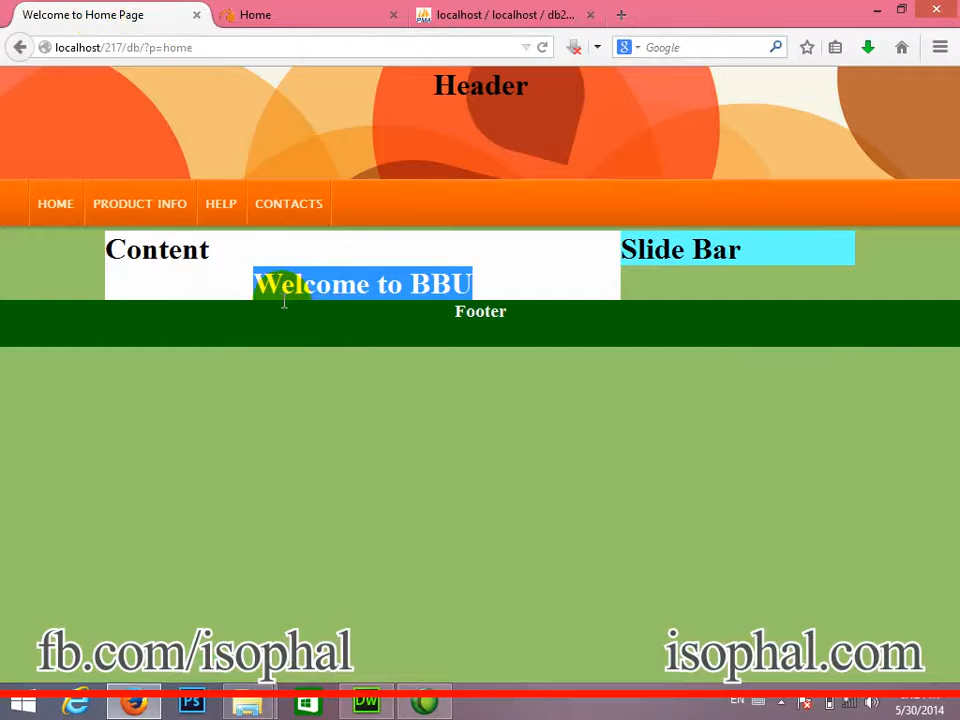 Welcome to Home Page
Home
localhost / localhost / db2...
localhost/217/db/?p=home
Google
Header
HOME
PRODUCT INFO
HELP
CONTACTS
Content
Slide Bar
Welcome to BBU
Footer
fb.com/isophal
isophal.com
EN
5/30/2014